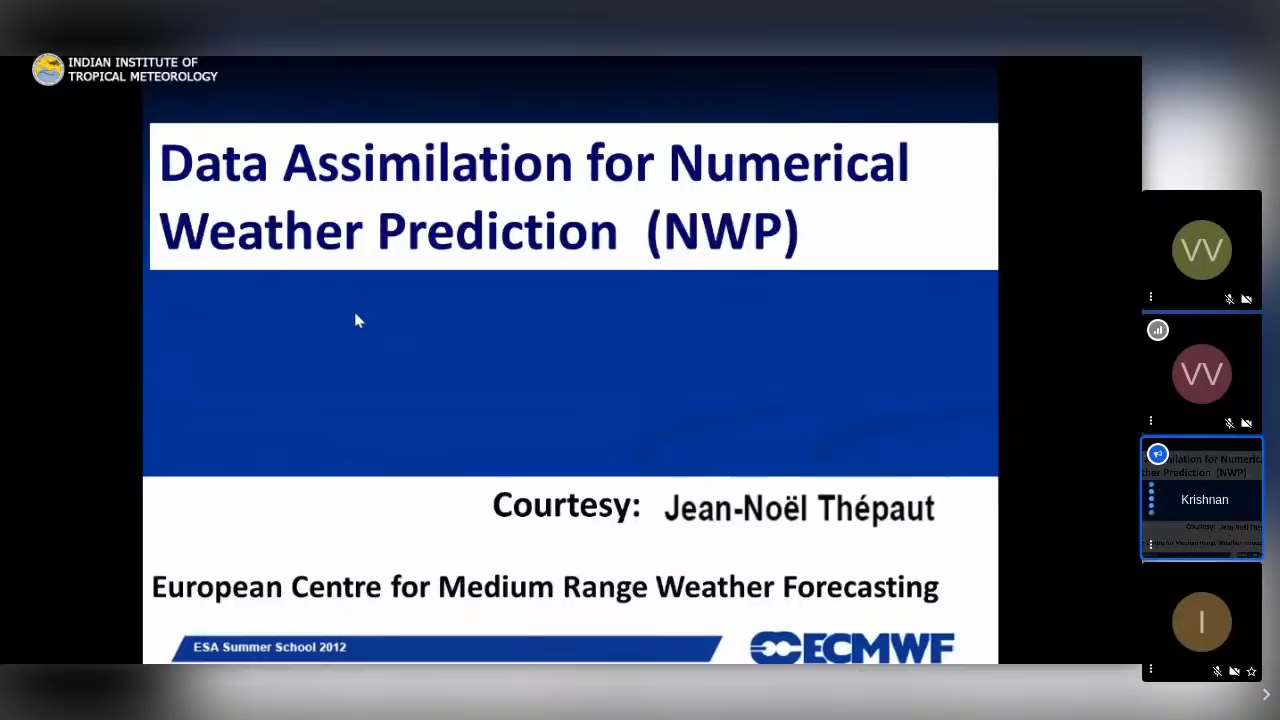 INDIAN INSTITUTE OF
TROPICAL METEOROLOGY
Data Assimilation for Numerical
Weather Prediction (NWP)
Courtesy: Jean-Noël Thépaut
European Centre for Medium Range Weather Forecasting
ESA Summer School 2012
ECMWF
VV
VV
Krishnan
I